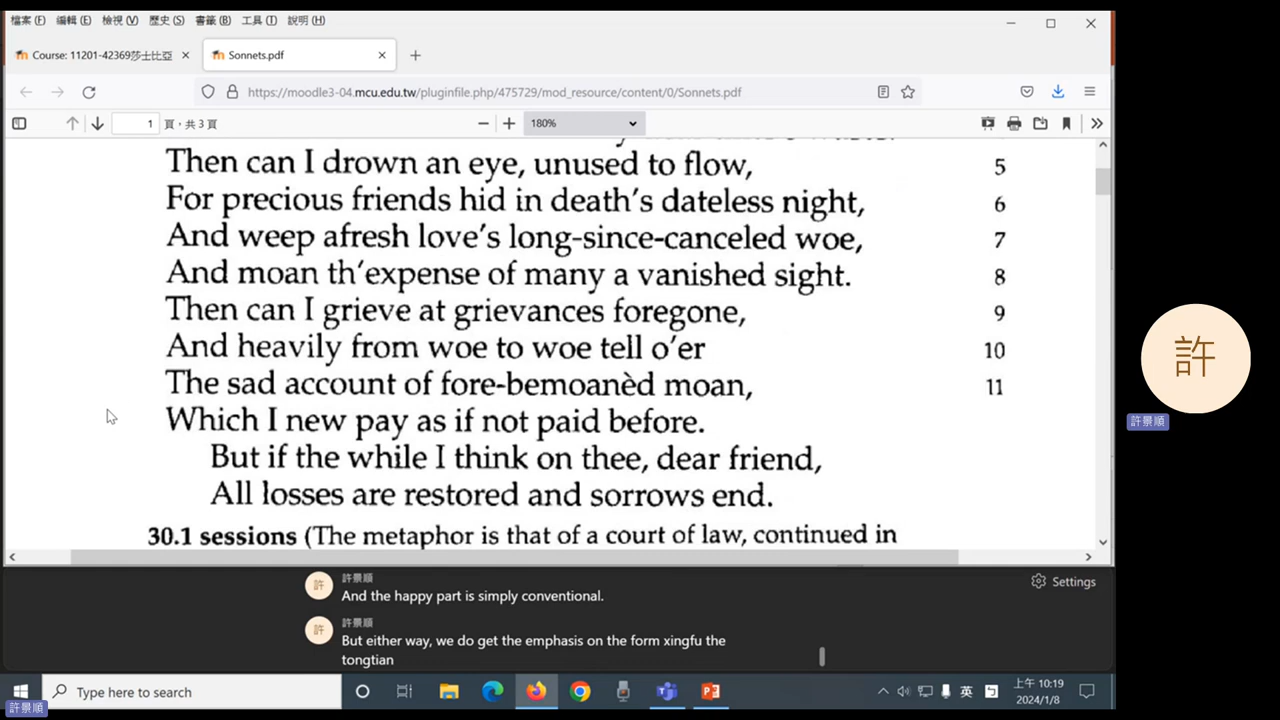 檔案(F) 編輯(E) 檢視(V) 歷史(S) 書籤(B) 工具(T) 說明(H)
Course: 11201-42369莎士比亞
Sonnets.pdf
https://moodle3-04.mcu.edu.tw/pluginfile.php/475729/mod_resource/content/0/Sonnets.pdf
1 頁，共 3 頁
180%
Then can I drown an eye, unused to flow, 5
For precious friends hid in death's dateless night, 6
And weep afresh love's long-since-canceled woe, 7
And moan th'expense of many a vanished sight. 8
Then can I grieve at grievances foregone, 9
And heavily from woe to woe tell o'er 10
The sad account of fore-bemoanèd moan, 11
Which I new pay as if not paid before.
But if the while I think on thee, dear friend,
All losses are restored and sorrows end.
30.1 sessions (The metaphor is that of a court of law, continued in
許
許景順
許
許景順
And the happy part is simply conventional.
Settings
許
許景順
But either way, we do get the emphasis on the form xingfu the
tongtian
Type here to search
英
上午 10:19
2024/1/8
許景順